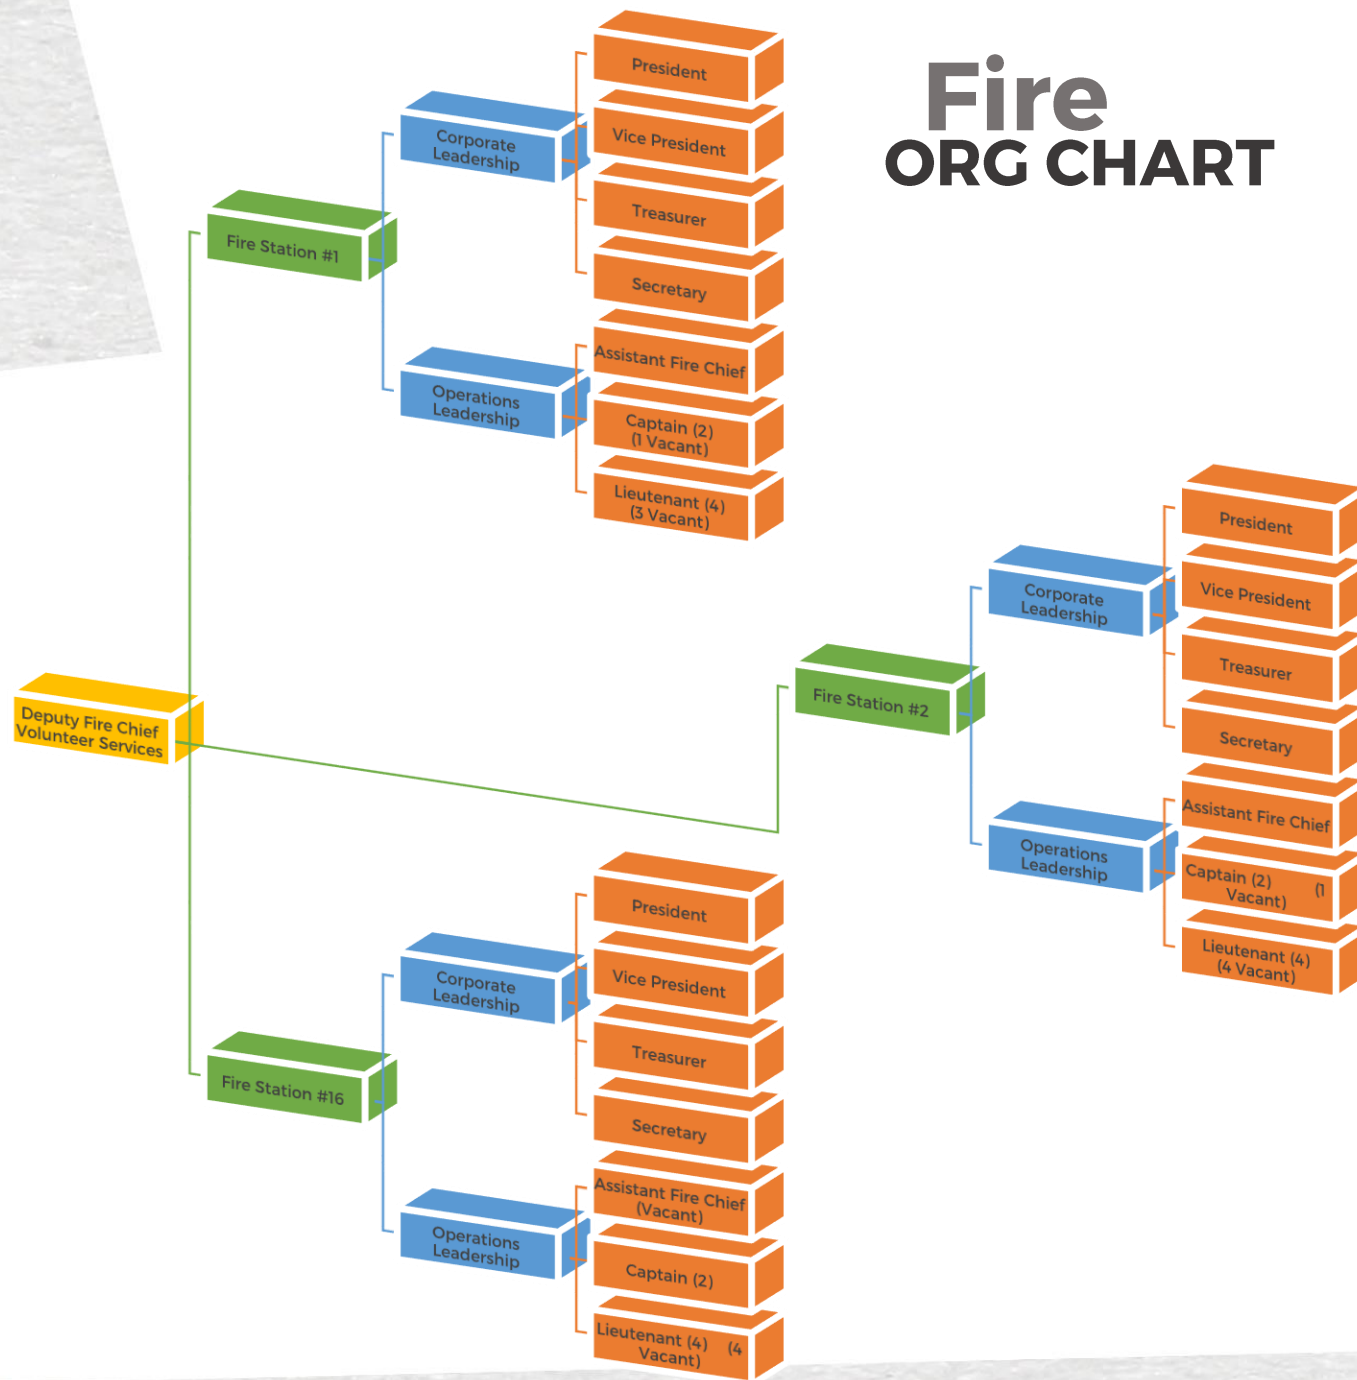 Fire
ORG CHART
Deputy Fire Chief
Volunteer Services
Fire Station #1
Corporate
Leadership
President
Vice President
Treasurer
Secretary
Operations
Leadership
Assistant Fire Chief
Captain (2)
(1 Vacant)
Lieutenant (4)
(3 Vacant)
Fire Station #2
Corporate
Leadership
President
Vice President
Treasurer
Secretary
Operations
Leadership
Assistant Fire Chief
Captain (2) (1
Vacant)
Lieutenant (4)
(4 Vacant)
Fire Station #16
Corporate
Leadership
President
Vice President
Treasurer
Secretary
Operations
Leadership
Assistant Fire Chief
(Vacant)
Captain (2)
Lieutenant (4) (4
Vacant)